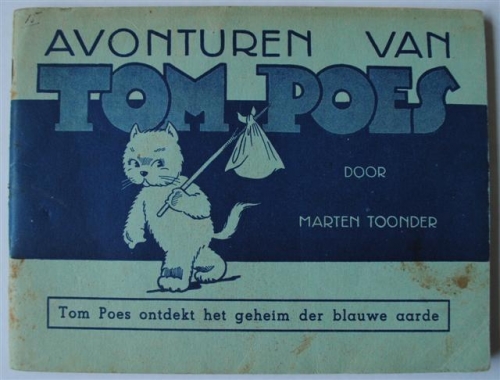 AVONTUREN VAN
TOM POES
DOOR
MARTEN TOONDER
Tom Poes ontdekt het geheim der blauwe aarde